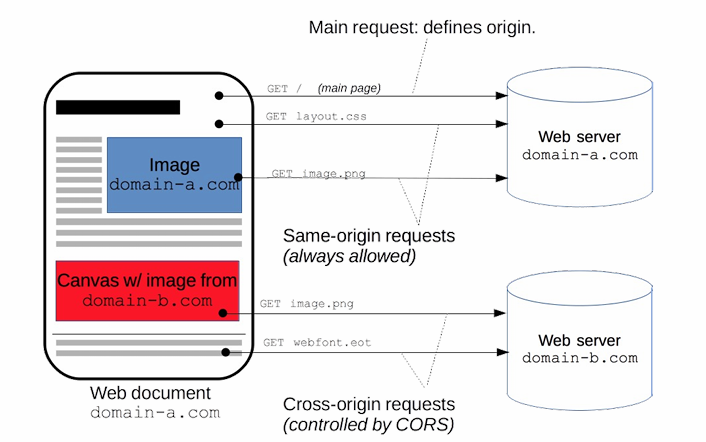 Main request: defines origin.
GET / (main page)
GET layout.css
Image
domain-a.com
GET image.png
Web server
domain-a.com
Same-origin requests
(always allowed)
Canvas w/ image from
domain-b.com
GET image.png
GET webfont.eot
Web server
domain-b.com
Web document
domain-a.com
Cross-origin requests
(controlled by CORS)